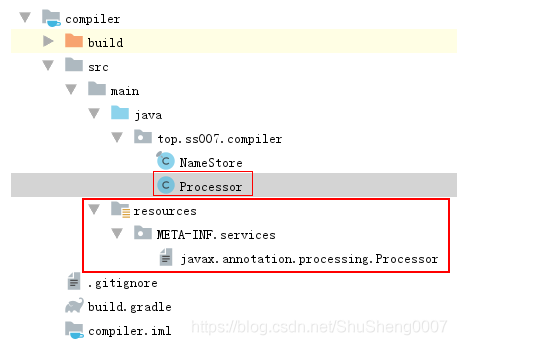 compiler
build
src
main
java
top.ss007.compiler
NameStore
Processor
resources
META-INF.services
javax.annotation.processing.Processor
.gitignore
build.gradle
compiler.iml
https://blog.csdn.net/ShuSheng0007